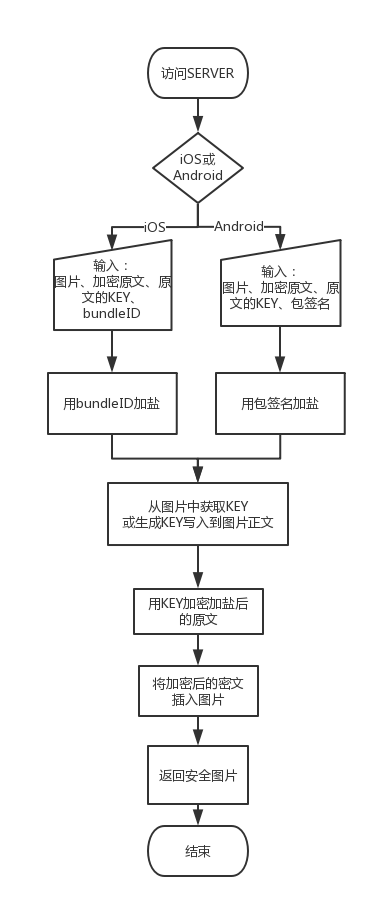 访问SERVER
iOS或
Android
iOS
Android
输入：
图片、加密原文、原
文的KEY、
bundleID
输入：
图片、加密原文、原
文的KEY、包签名
用bundleID加盐
用包签名加盐
从图片中获取KEY
或生成KEY写入到图片正文
用KEY加密加盐后
的原文
将加密后的密文
插入图片
返回安全图片
结束